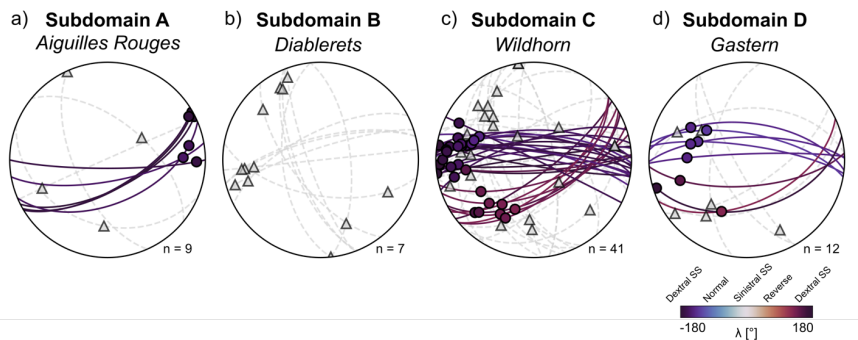 a) Subdomain A
Aiguilles Rouges
n = 9
b) Subdomain B
Diablerets
n = 7
c) Subdomain C
Wildhorn
n = 41
d) Subdomain D
Gastern
n = 12
Dextral SS
Normal
Sinistral SS
Reverse
Dextral SS
-180
λ [°]
180